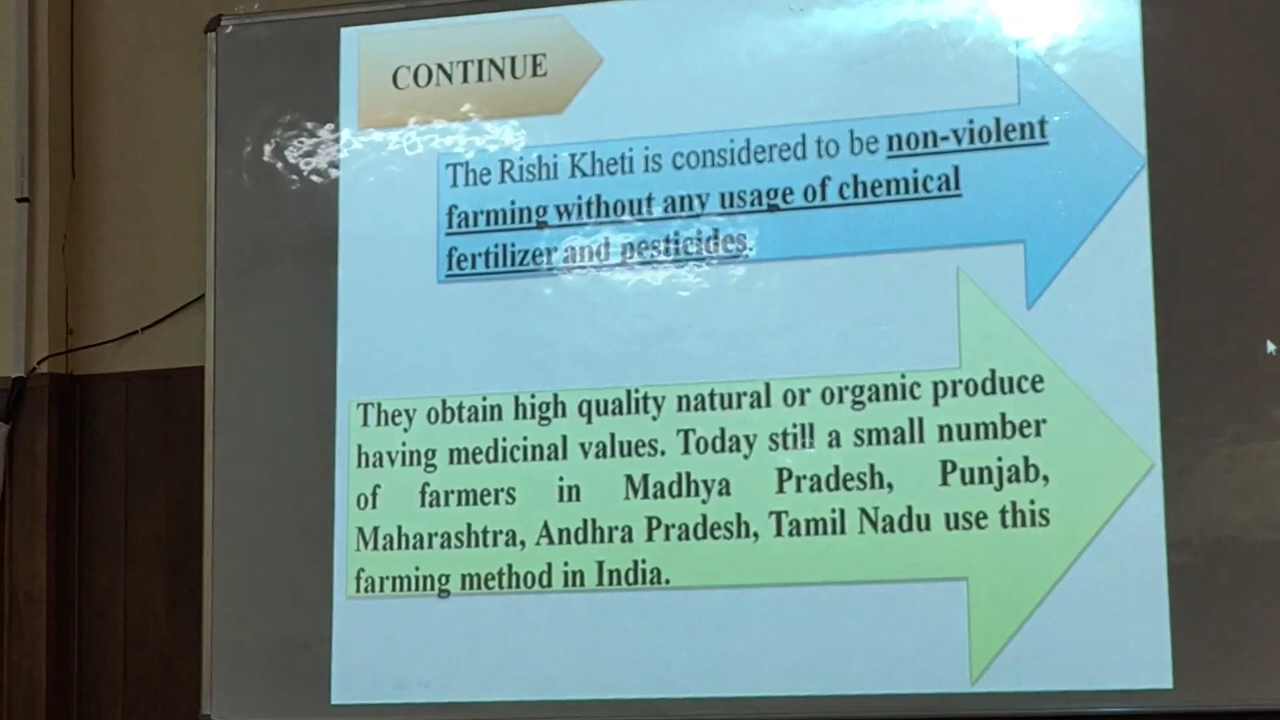 CONTINUE
The Rishi Kheti is considered to be non-violent
farming without any usage of chemical
fertilizer and pesticides.
They obtain high quality natural or organic produce
having medicinal values. Today still a small number
of farmers in Madhya Pradesh, Punjab,
Maharashtra, Andhra Pradesh, Tamil Nadu use this
farming method in India.